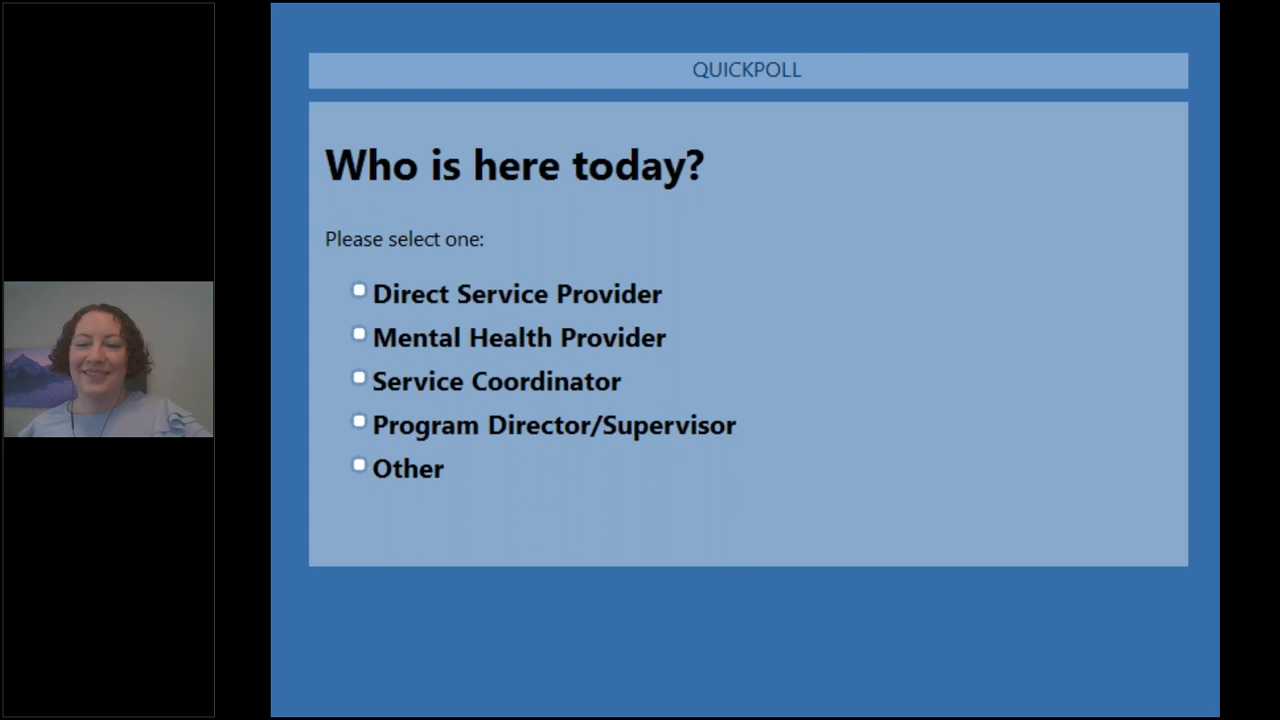 QUICKPOLL
Who is here today?
Please select one:
Direct Service Provider
Mental Health Provider
Service Coordinator
Program Director/Supervisor
Other